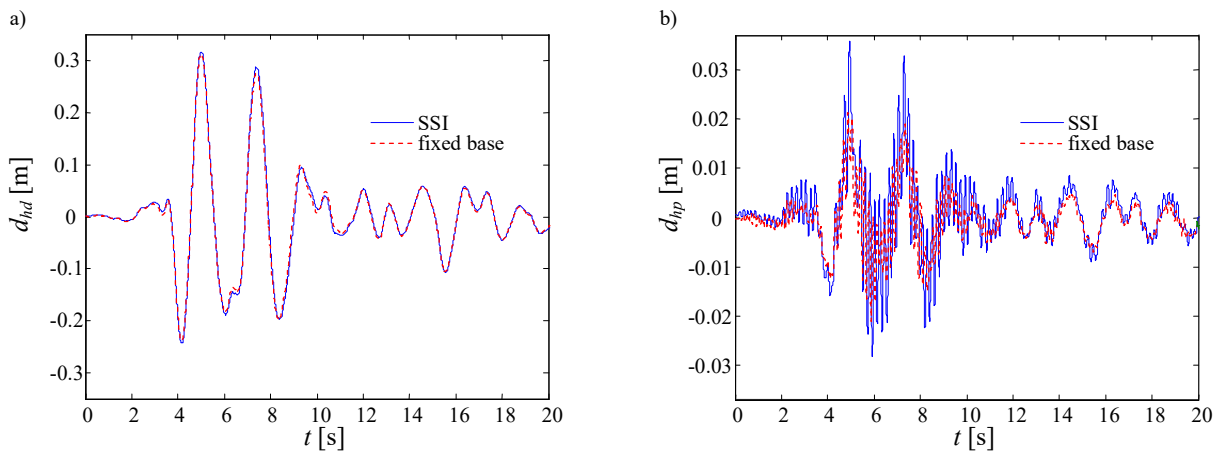 a)
0.3
0.2
0.1
0
-0.1
-0.2
-0.3
d_hd [m]
SSI
fixed base
0 2 4 6 8 10 12 14 16 18 20
t [s]
b)
0.03
0.02
0.01
0
-0.01
-0.02
-0.03
d_hp [m]
SSI
fixed base
0 2 4 6 8 10 12 14 16 18 20
t [s]